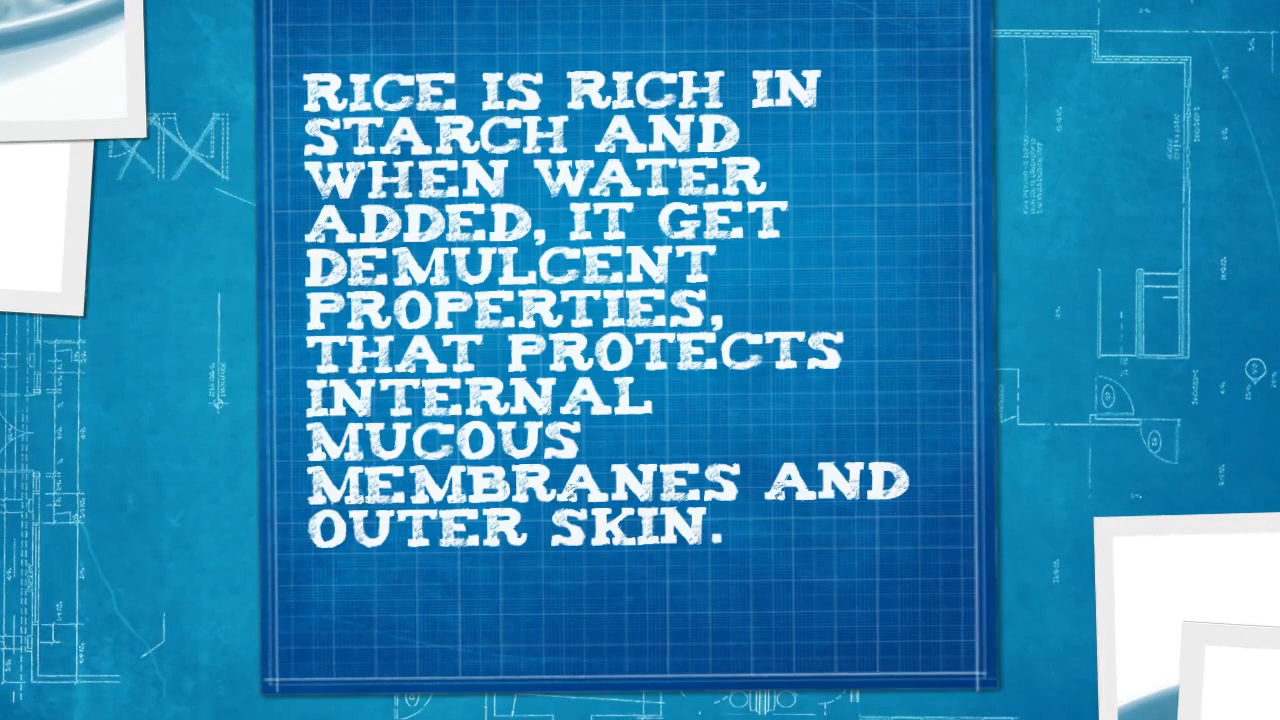 RICE IS RICH IN
STARCH AND
WHEN WATER
ADDED, IT GET
DEMULCENT
PROPERTIES,
THAT PROTECTS
INTERNAL
MUCOUS
MEMBRANES AND
OUTER SKIN.